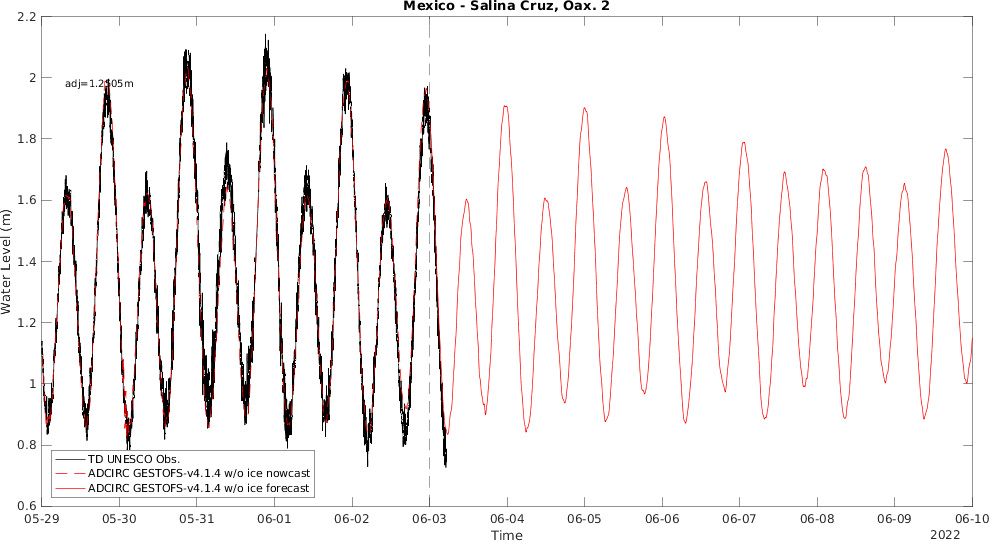 Mexico - Salina Cruz, Oax. 2
2.2
2
1.8
1.6
1.4
1.2
1
0.8
0.6
Water Level (m)
TD UNESCO Obs.
ADCIRC GESTOFS-v4.1.4 w/o ice nowcast
ADCIRC GESTOFS-v4.1.4 w/o ice forecast
05-29 05-30 05-31 06-01 06-02 06-03 06-04 06-05 06-06 06-07 06-08 06-09 06-10
Time
2022